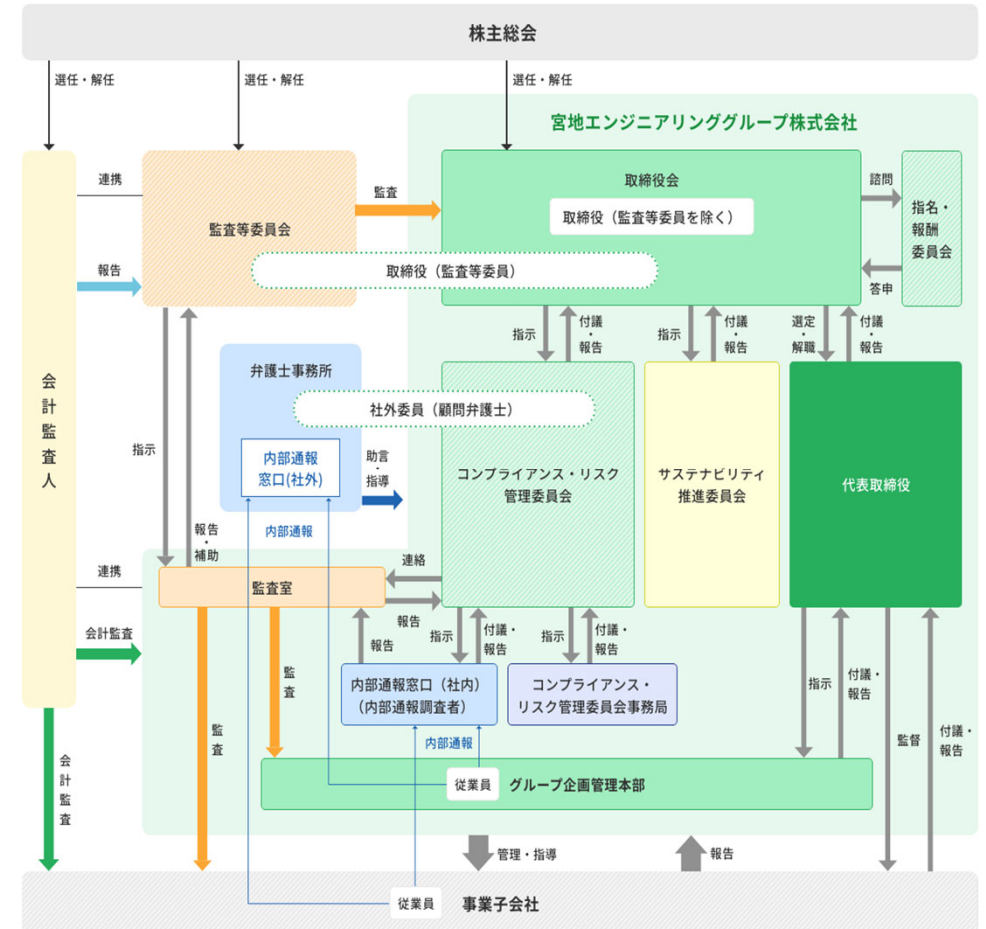 株主総会
選任・解任
選任・解任
選任・解任
宮地エンジニアリンググループ株式会社
連携
監査等委員会
監査
取締役会
取締役（監査等委員を除く）
諮問
指名・
報酬
委員会
答申
取締役（監査等委員）
報告
会計監査人
指示
付議
・
報告
指示
付議
・
報告
選定
・
解職
付議
・
報告
弁護士事務所
社外委員（顧問弁護士）
内部通報
窓口(社外)
助言
・
指導
指示
コンプライアンス・リスク
管理委員会
サステナビリティ
推進委員会
代表取締役
報告
・
補助
内部通報
連携
連絡
監査室
報告
会計監査
報告
指示
付議・
報告
指示
付議・
報告
監査
内部通報窓口（社内）
（内部通報調査者）
コンプライアンス・
リスク管理委員会事務局
指示
付議・
報告
監査
内部通報
監督
付議・
報告
会計監査
従業員
グループ企画管理本部
管理・指導
報告
従業員
事業子会社